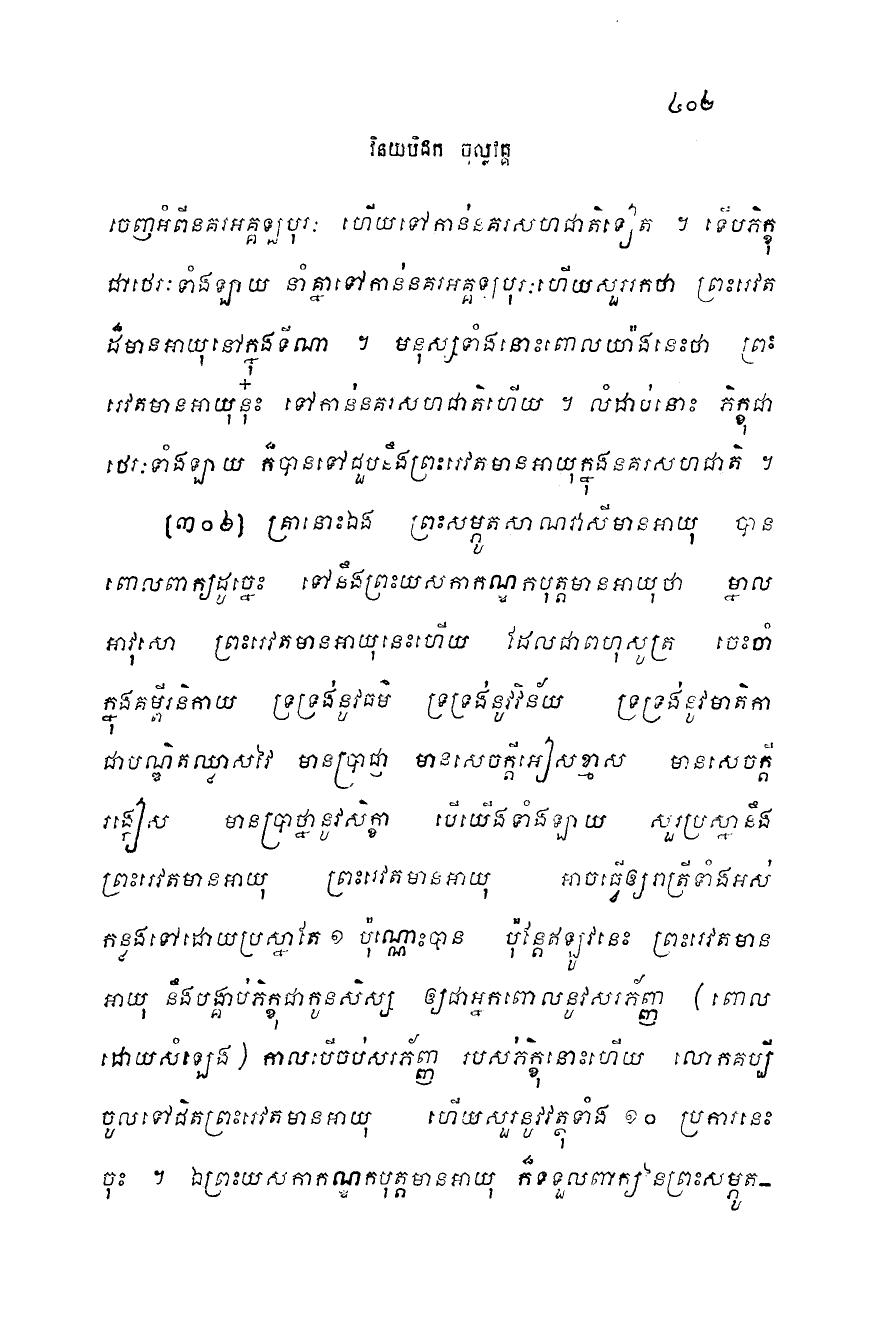 ៤០៤
វិនយបិដក ចុល្លវគ្គ
ចេញអំពីនគរអគ្គឡបុរៈ ហើយទៅកាន់នគរសហជាតិទៀត ។ ទើបភិក្ខុ
ជាថេរៈទាំងឡាយ នាំគ្នាទៅកាន់នគរអគ្គឡបុរៈហើយសួររកថា ព្រះរេវត
ដ៏មានអាយុនៅក្នុងទីណា ។ មនុស្សទាំងនោះពោលយ៉ាងនេះថា ព្រះ
រេវតមានអាយុនុ៎ះ ទៅកាន់នគរសហជាតិហើយ ។ លំដាប់នោះ ភិក្ខុជា
ថេរៈទាំងឡាយ ក៏បានទៅជួបនឹងព្រះរេវតមានអាយុក្នុងនគរសហជាតិ ។
[៣០៦] គ្រានោះឯង ព្រះសម្ភូតសាណវាសីមានអាយុ បាន
ពោលពាក្យដូច្នេះ ទៅនឹងព្រះយសកាកណ្ឌកបុត្តមានអាយុថា ម្នាល
អាវុសោ ព្រះរេវតមានអាយុនេះហើយ ដែលជាពហុសូត្រ ចេះចាំ
ក្នុងគម្ពីរនិកាយ ទ្រទ្រង់នូវធម៌ ទ្រទ្រង់នូវវិន័យ ទ្រទ្រង់នូវមាតិកា
ជាបណ្ឌិតឈ្លាសវៃ មានប្រាជ្ញា មានសេចក្តីអៀសខ្មាស មានសេចក្តី
រង្កៀស មានប្រាថ្នានូវសិក្ខា បើយើងទាំងឡាយ សួរប្រស្នានឹង
ព្រះរេវតមានអាយុ ព្រះរេវតមានអាយុ អាចធ្វើឲ្យរាត្រីទាំងអស់
កន្លងទៅដោយប្រស្នាតែ ១ ប៉ុណ្ណោះបាន ប៉ុន្តែឥឡូវនេះ ព្រះរេវតមាន
អាយុ នឹងបង្គាប់ភិក្ខុជាកូនសិស្ស ឲ្យជាអ្នកពោលនូវសរភ័ញ្ញ (ពោល
ដោយសំឡេង) កាលបើចប់សរភ័ញ្ញ របស់ភិក្ខុនោះហើយ លោកគប្បី
ចូលទៅជិតព្រះរេវតមានអាយុ ហើយសួរនូវវត្ថុទាំង ១០ ប្រការនេះ
ចុះ ។ ឯព្រះយសកាកណ្ឌកបុត្តមានអាយុ ក៏ទទួលពាក្យនៃព្រះសម្ភូត-